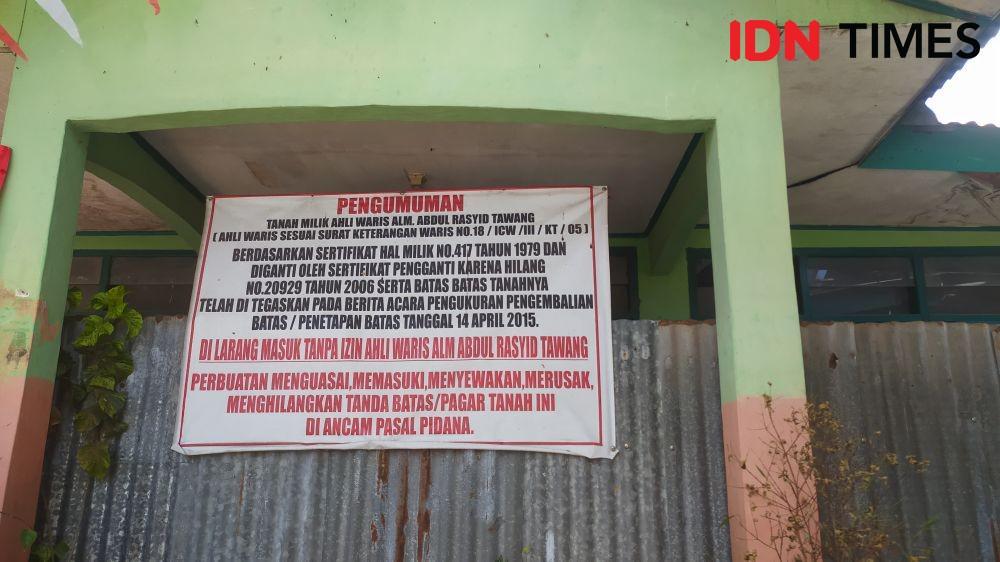 IDN TIMES
PENGUMUMAN
TANAH MILIK AHLI WARIS ALM. ABDUL RASYID TAWANG
( AHLI WARIS SESUAI SURAT KETERANGAN WARIS NO.18 / ICW / III / KT / 05 )
BERDASARKAN SERTIFIKAT HAL MILIK NO.417 TAHUN 1979 DAN
DIGANTI OLEH SERTFEIKAT PENGGANTI KARENA HILANG
NO.20929 TAHUN 2006 SERTA BATAS BATAS TANAHNYA
TELAH DI TEGASKAN PADA BERITA ACARA PENGUKURAN PENGEMBALIAN
BATAS / PENETAPAN BATAS TANGGAL 14 APRIL 2015.
DI LARANG MASUK TANPA IZIN AHLI WARIS ALM ABDUL RASYID TAWANG
PERBUATAN MENGUASAI,MEMASUKI,MENYEWAKAN,MERUSAK,
MENGHILANGKAN TANDA BATAS/PAGAR TANAH INI
DI ANCAM PASAL PIDANA.